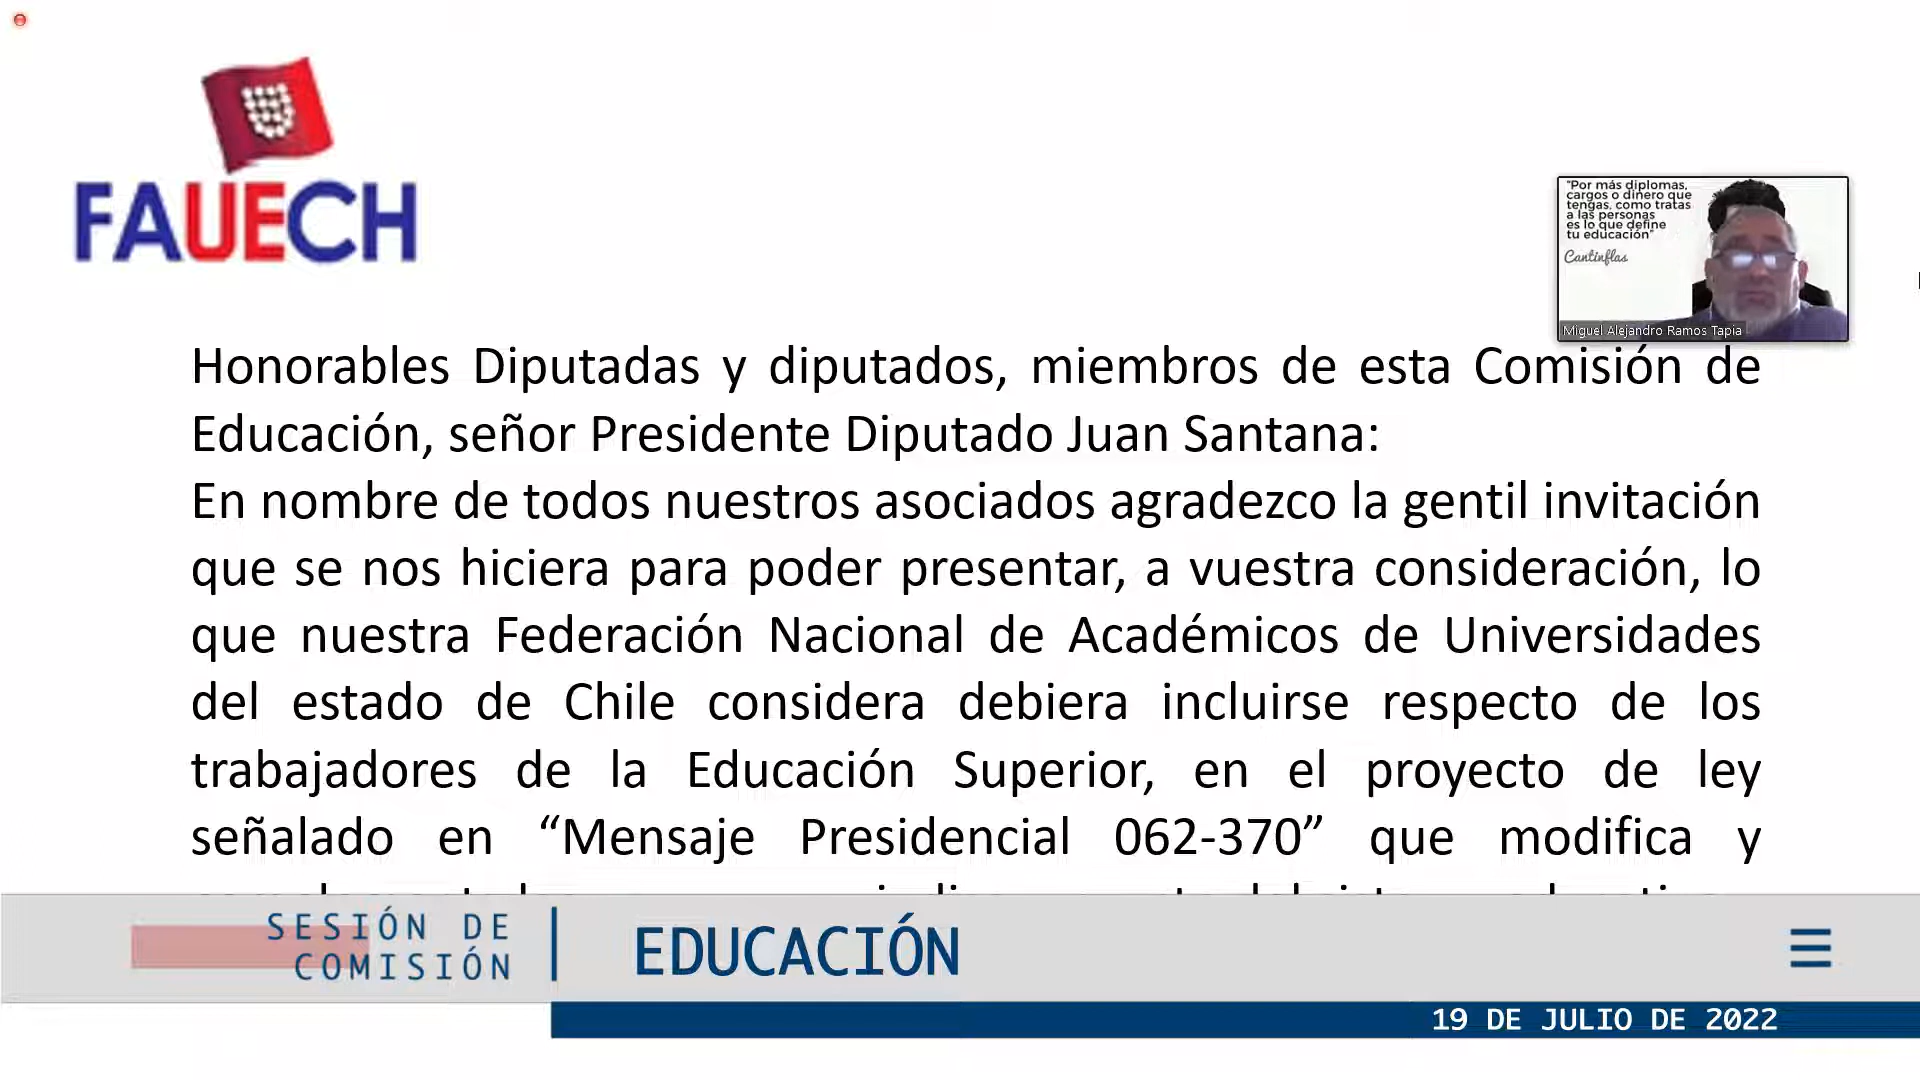 FAUECH
"Por más diplomas,
cargos o dinero que
tengas, como tratas
a las personas
es lo que define
tu educación"
Cantinflas
Miguel Alejandro Ramos Tapia
Honorables Diputadas y diputados, miembros de esta Comisión de
Educación, señor Presidente Diputado Juan Santana:
En nombre de todos nuestros asociados agradezco la gentil invitación
que se nos hiciera para poder presentar, a vuestra consideración, lo
que nuestra Federación Nacional de Académicos de Universidades
del estado de Chile considera debiera incluirse respecto de los
trabajadores de la Educación Superior, en el proyecto de ley
señalado en “Mensaje Presidencial 062-370” que modifica y
SESIÓN DE
COMISIÓN
EDUCACIÓN
19 DE JULIO DE 2022